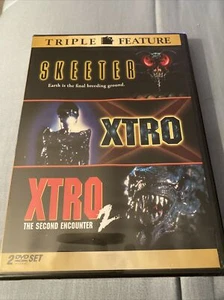 TRIPLE FEATURE
SKEETER
Earth is the final breeding ground.
XTRO
XTRO 2
THE SECOND ENCOUNTER
2 DVD SET